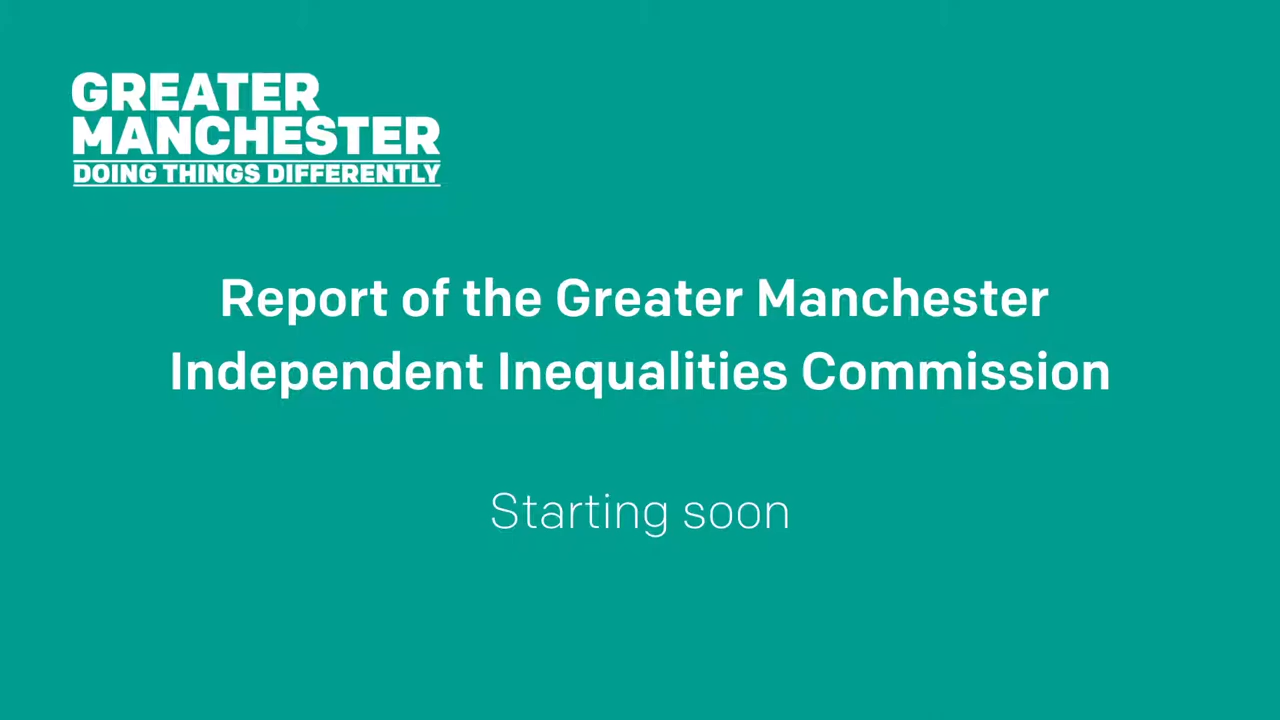 GREATER
MANCHESTER
DOING THINGS DIFFERENTLY
Report of the Greater Manchester
Independent Inequalities Commission
Starting soon